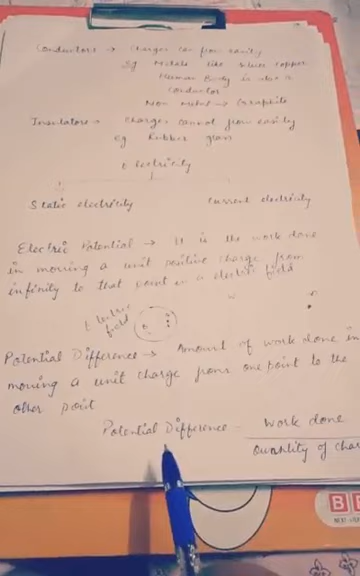 Conductors → Charges can flow easily
Eg Metals like silver, copper
Human Body is also a
conductor
Non Metal → Graphite
Insulators → Charges cannot flow easily
Eg Rubber glass
Electricity
Static electricity Current electricity
Electric Potential → It is the work done
in moving a unit positive charge from
infinity to that point in a electric field
Electric
field
Potential Difference → Amount of work done in
moving a unit charge from one point to the
other point
Potential Difference - work done
Quantity of char